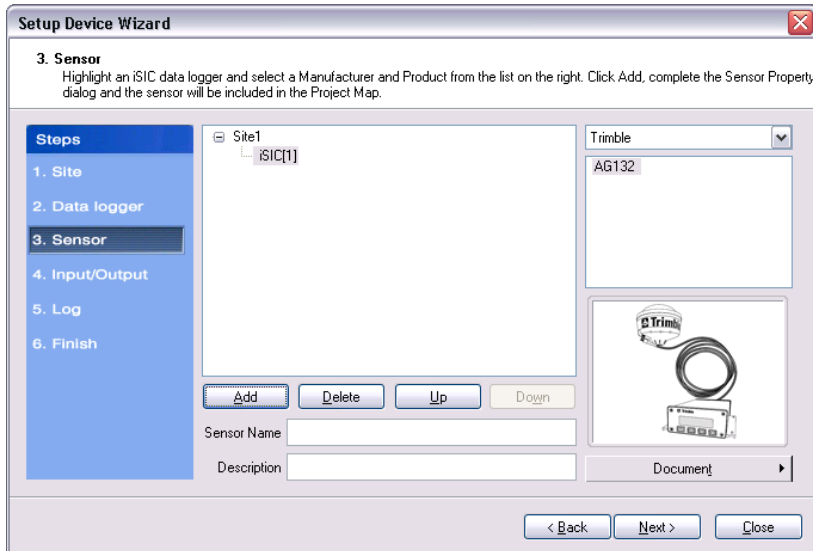 Setup Device Wizard
3. Sensor
Highlight an iSIC data logger and select a Manufacturer and Product from the list on the right. Click Add, complete the Sensor Property
dialog and the sensor will be included in the Project Map.
Steps
1. Site
2. Data logger
3. Sensor
4. Input/Output
5. Log
6. Finish
Site1
iSIC[1]
Add
Delete
Up
Down
Sensor Name
Description
Trimble
AG132
Trimb
Document
< Back
Next >
Close